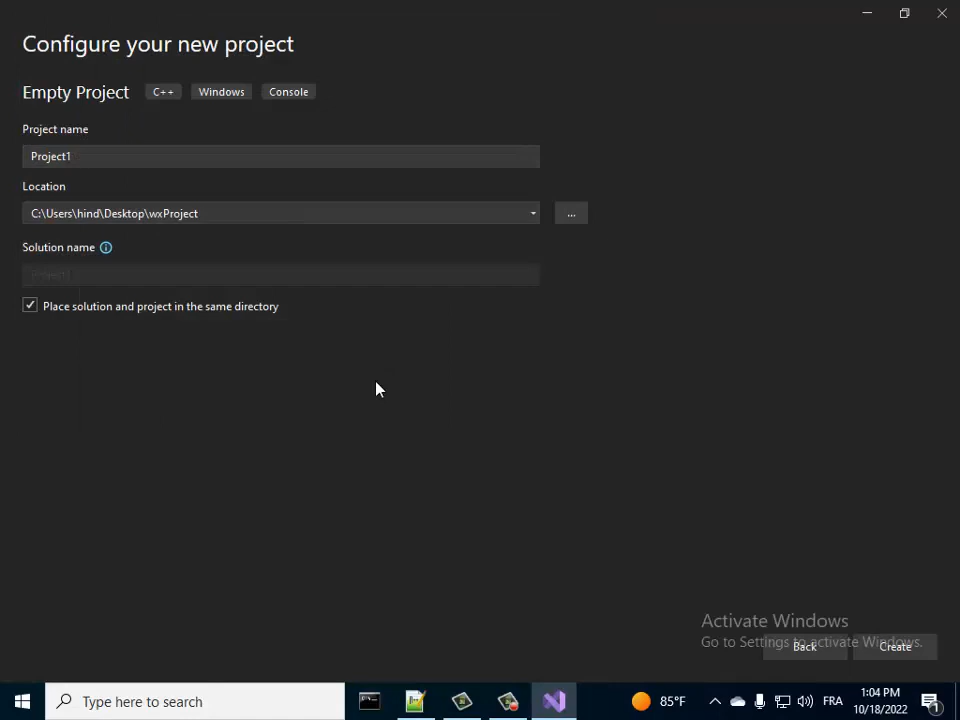 Configure your new project
Empty Project C++ Windows Console
Project name
Project1
Location
C:\Users\hind\Desktop\wxProject
...
Solution name
Project1
Place solution and project in the same directory
Activate Windows
Go to Settings to activate Windows.
Back Create
Type here to search
85°F
FRA
1:04 PM
10/18/2022
1